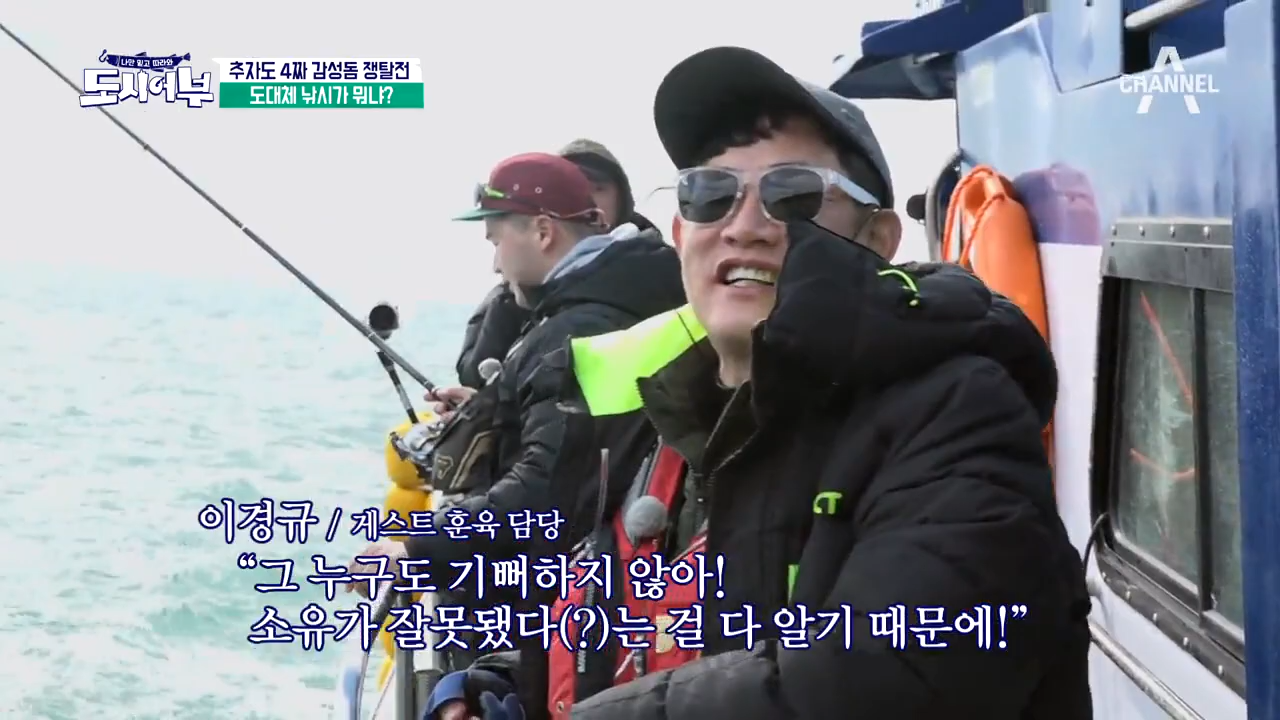 나만 믿고 따라와
도시어부
추자도 4짜 감성돔 쟁탈전
도대체 낚시가 뭐냐?
A
CHANNEL
CT
이경규 / 게스트 훈육 담당
“그 누구도 기뻐하지 않아!
소유가 잘못됐다(?)는 걸 다 알기 때문에!”